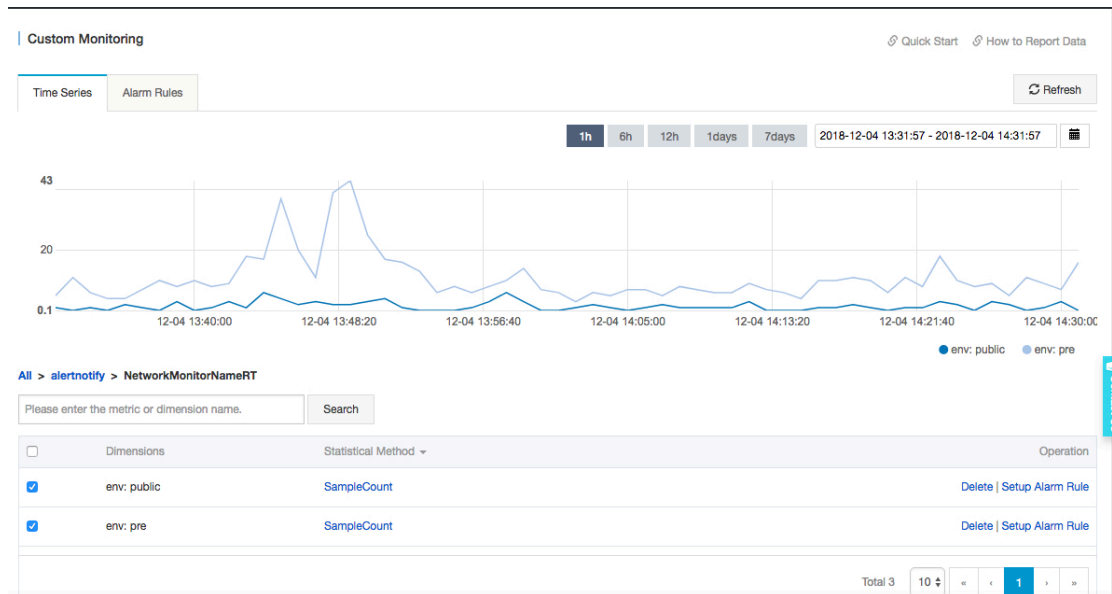 Custom Monitoring
Quick Start How to Report Data
Time Series Alarm Rules Refresh
1h 6h 12h 1days 7days 2018-12-04 13:31:57 - 2018-12-04 14:31:57
43
20
0.1
12-04 13:40:00 12-04 13:48:20 12-04 13:56:40 12-04 14:05:00 12-04 14:13:20 12-04 14:21:40 12-04 14:30:00
env: public env: pre
All > alertnotify > NetworkMonitorNameRT
Please enter the metric or dimension name. Search
Dimensions Statistical Method Operation
env: public SampleCount Delete | Setup Alarm Rule
env: pre SampleCount Delete | Setup Alarm Rule
Total 3 10 « ‹ 1 › »